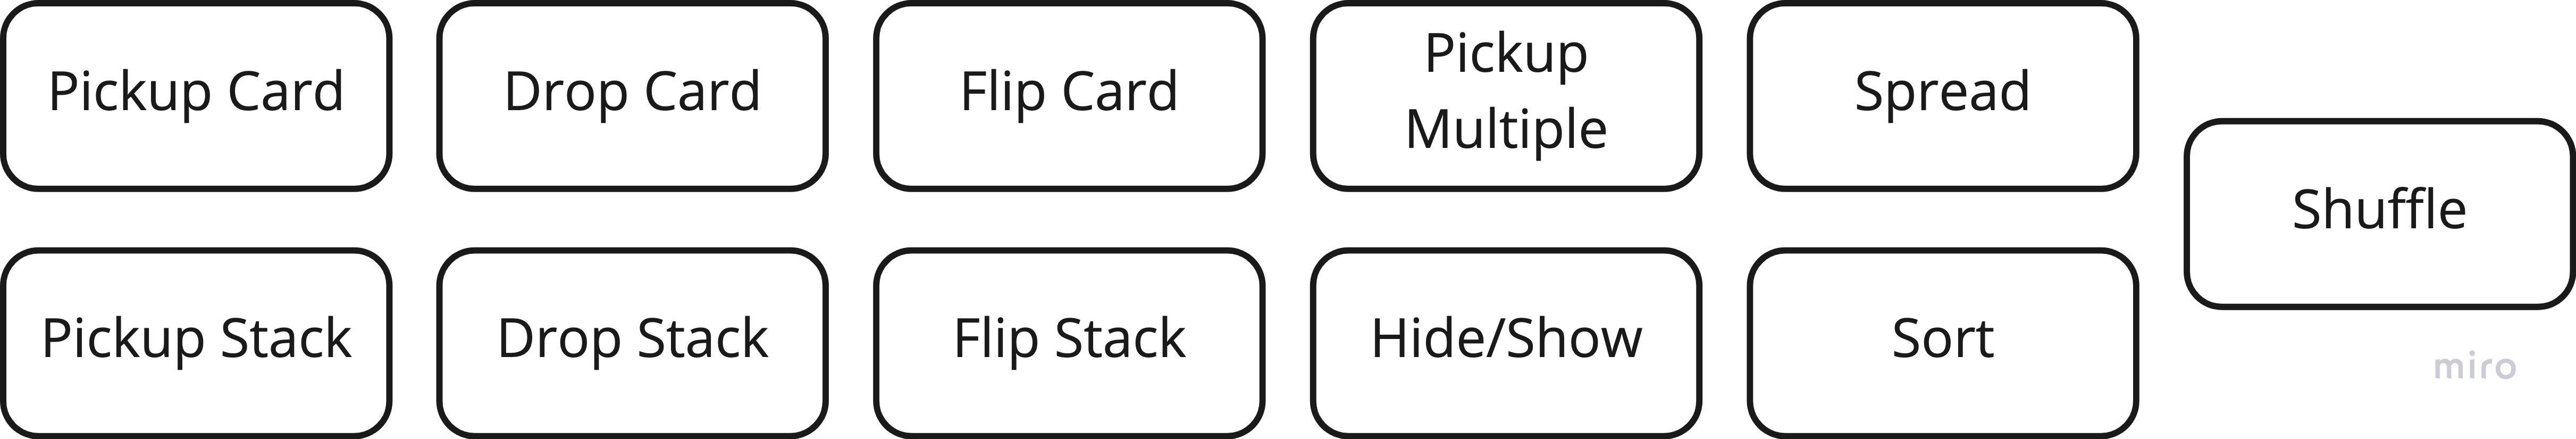 Pickup Card
Drop Card
Flip Card
Pickup
Multiple
Spread
Shuffle
Pickup Stack
Drop Stack
Flip Stack
Hide/Show
Sort
miro